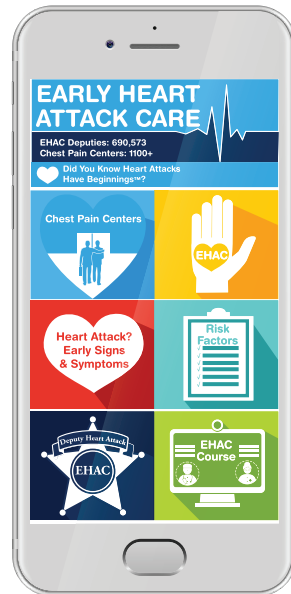 EARLY HEART
ATTACK CARE
EHAC Deputies: 690,573
Chest Pain Centers: 1100+
Did You Know Heart Attacks
Have Beginnings™?
Chest Pain Centers
EHAC
Heart Attack?
Early Signs
& Symptoms
Risk
Factors
Deputy Heart Attack
EHAC
EHAC
Course